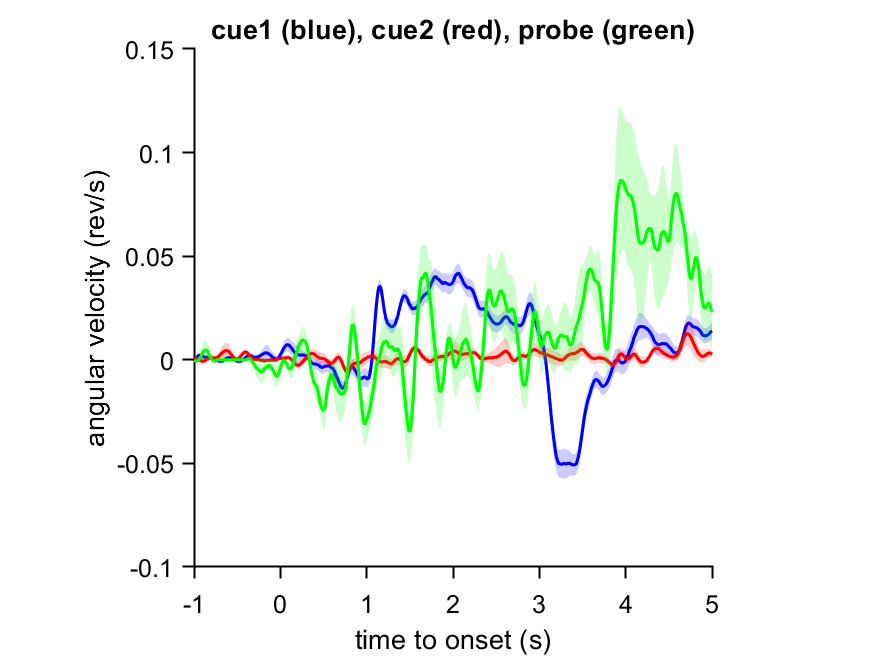 cue1 (blue), cue2 (red), probe (green)
0.15
0.1
0.05
0
-0.05
-0.1
angular velocity (rev/s)
-1 0 1 2 3 4 5
time to onset (s)